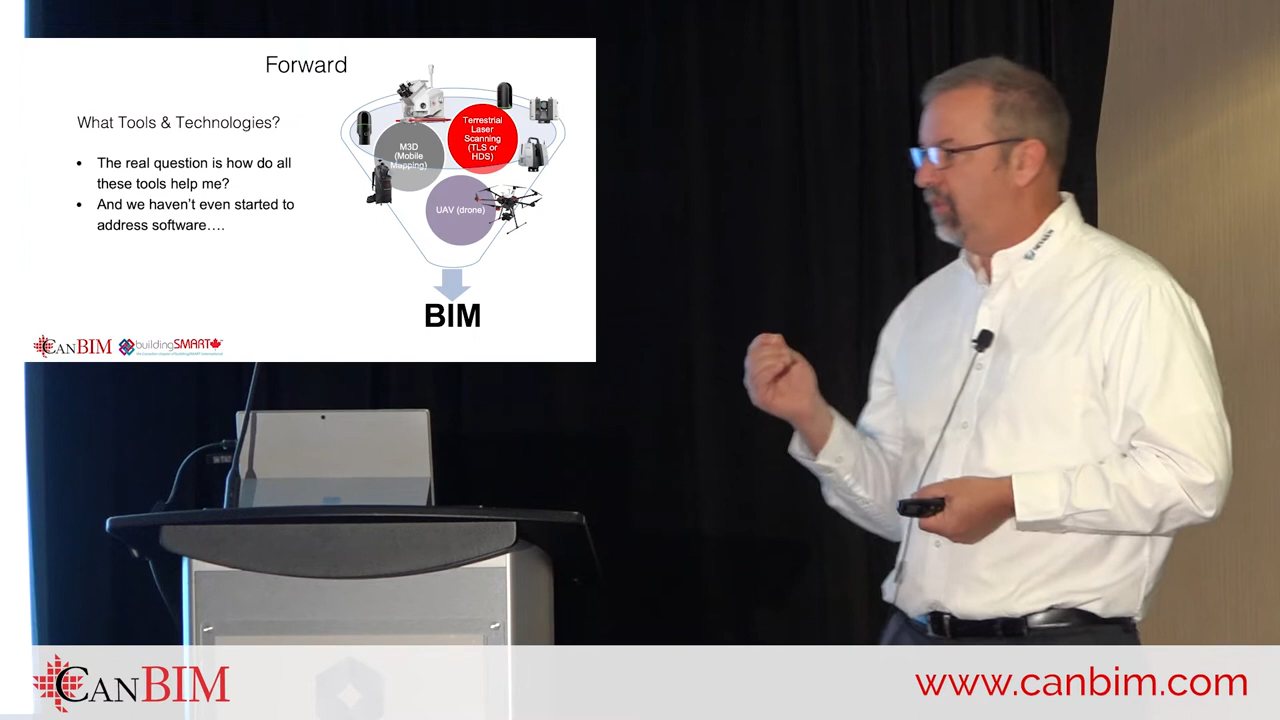 Forward
What Tools & Technologies?
• The real question is how do all
these tools help me?
• And we haven't even started to
address software….
Terrestrial
Laser
Scanning
(TLS or
HDS)
M3D
(Mobile
Mapping)
UAV (drone)
BIM
CANBIM
buildingSMART
CANBIM
www.canbim.com